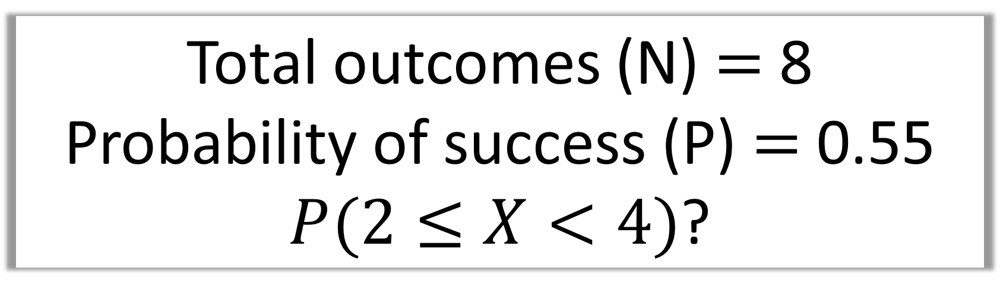 Total outcomes (N) = 8
Probability of success (P) = 0.55
P(2 ≤ X < 4)?